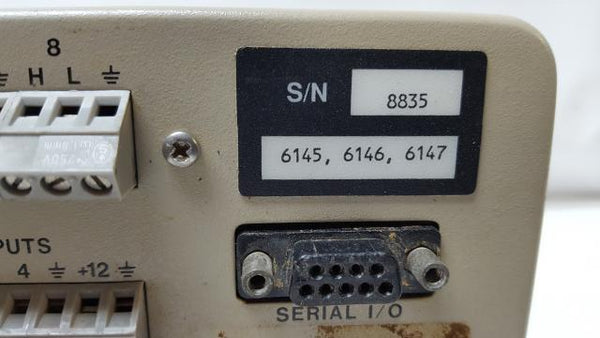 8
H L
S/N 8835
6145, 6146, 6147
PUTS
4 +12
SERIAL I/O